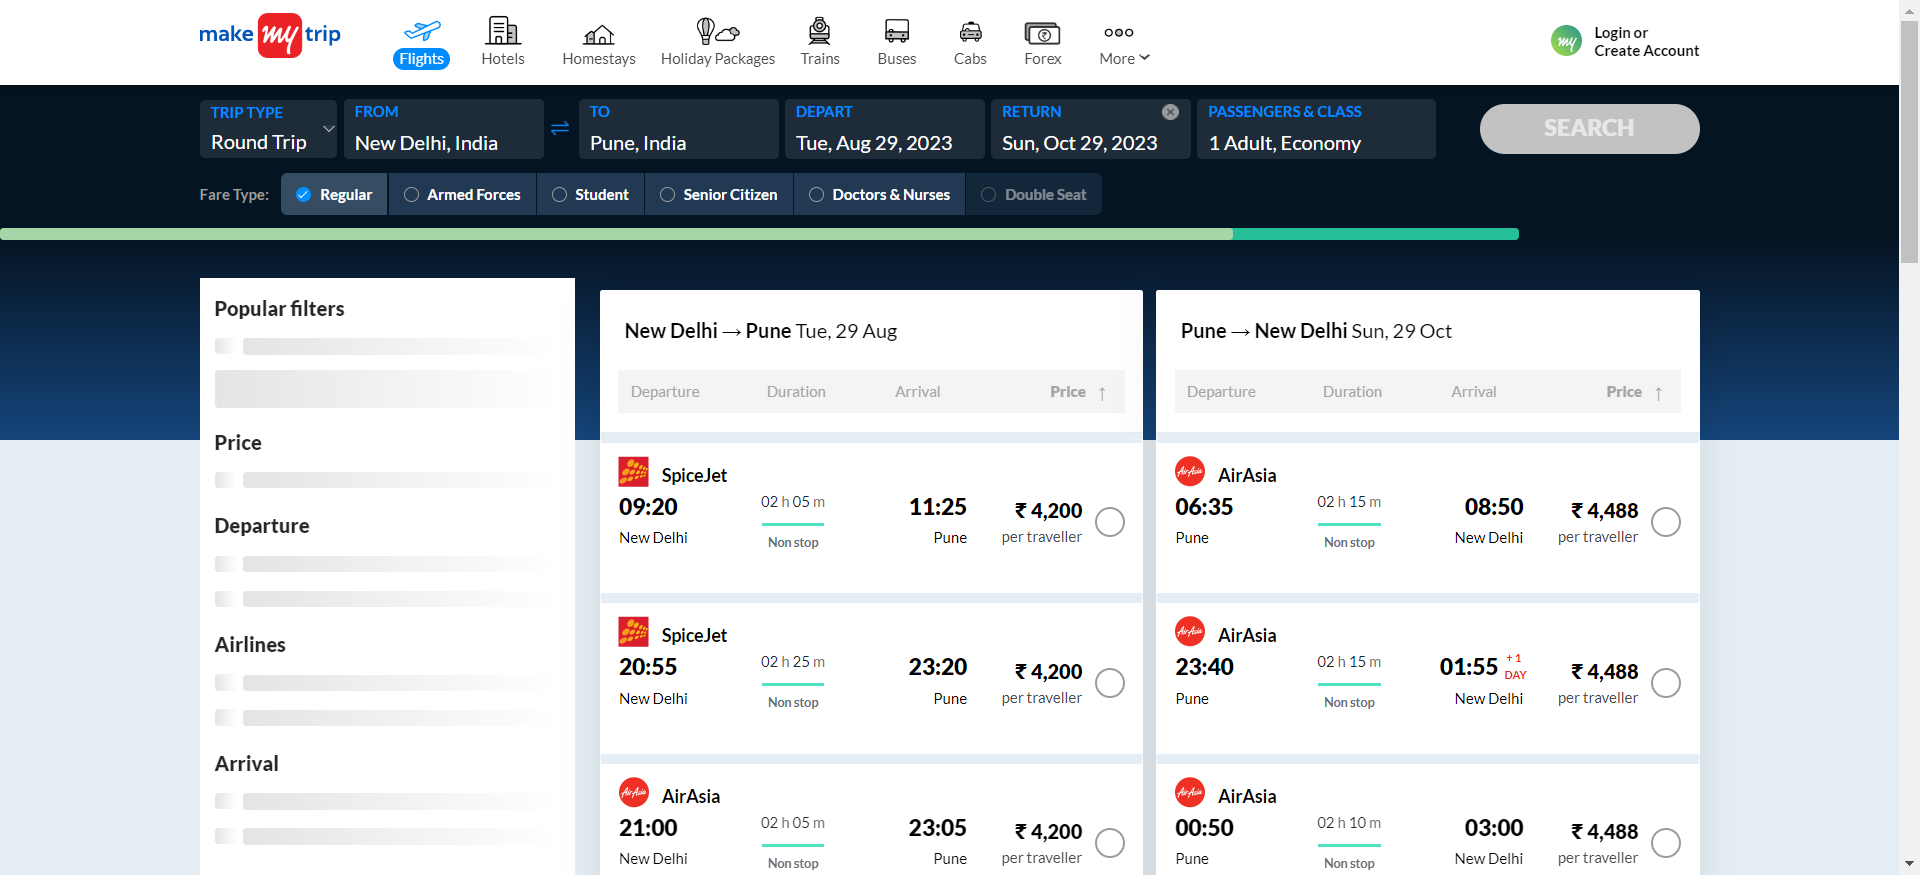 make my trip
Flights
Hotels
Homestays
Holiday Packages
Trains
Buses
Cabs
Forex
More
my
Login or
Create Account
TRIP TYPE
Round Trip
FROM
New Delhi, India
TO
Pune, India
DEPART
Tue, Aug 29, 2023
RETURN
Sun, Oct 29, 2023
PASSENGERS & CLASS
1 Adult, Economy
SEARCH
Fare Type:
Regular
Armed Forces
Student
Senior Citizen
Doctors & Nurses
Double Seat
Popular filters
Price
Departure
Airlines
Arrival
New Delhi → Pune Tue, 29 Aug
Departure Duration Arrival Price ↑
SpiceJet
09:20 02 h 05 m 11:25 ₹ 4,200
New Delhi Non stop Pune per traveller
SpiceJet
20:55 02 h 25 m 23:20 ₹ 4,200
New Delhi Non stop Pune per traveller
AirAsia
AirAsia
21:00 02 h 05 m 23:05 ₹ 4,200
New Delhi Non stop Pune per traveller
Pune → New Delhi Sun, 29 Oct
Departure Duration Arrival Price ↑
AirAsia
AirAsia
06:35 02 h 15 m 08:50 ₹ 4,488
Pune Non stop New Delhi per traveller
AirAsia
AirAsia
23:40 02 h 15 m 01:55 +1 DAY ₹ 4,488
Pune Non stop New Delhi per traveller
AirAsia
AirAsia
00:50 02 h 10 m 03:00 ₹ 4,488
Pune Non stop New Delhi per traveller